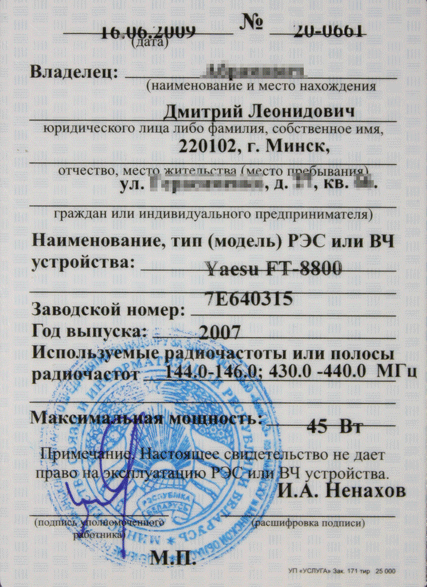 16.06.2009 № 20-0661
(дата)
Владелец:
(наименование и место нахождения
Дмитрий Леонидович
юридического лица либо фамилия, собственное имя,
220102, г. Минск,
отчество, место жительства (место пребывания)
ул. , д. , кв. .
граждан или индивидуального предпринимателя)
Наименование, тип (модель) РЭС или ВЧ
устройства:
Yaesu FT-8800
7E640315
Заводской номер:
Год выпуска: 2007
Используемые радиочастоты или полосы
радиочастот 144.0-146.0; 430.0 -440.0 МГц
Максимальная мощность:
45 Вт
Примечание. Настоящее свидетельство не дает
право на эксплуатацию РЭС или ВЧ устройства.
И.А. Ненахов
(подпись уполномоченного (расшифровка подписи)
работника)
М.П.
УП «УСЛУГА» Зак. 171 тир 25 000